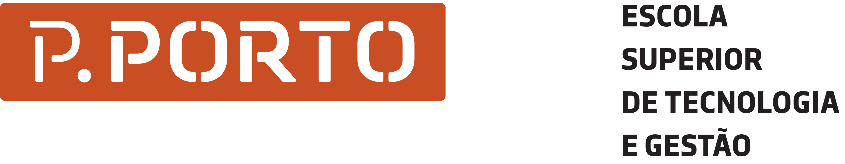 P.PORTO
ESCOLA
SUPERIOR
DE TECNOLOGIA
E GESTÃO